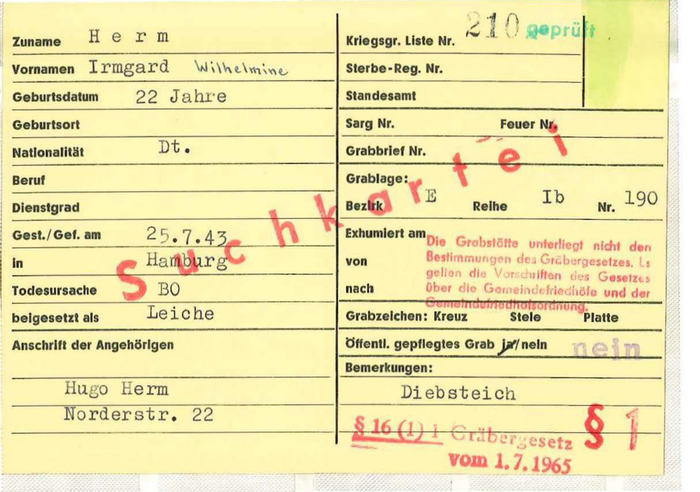 Zuname Herm
Vornamen Irmgard Wilhelmine
Geburtsdatum 22 Jahre
Geburtsort
Nationalität Dt.
Beruf
Dienstgrad
Gest./Gef. am 25.7.43
in Hamburg
Todesursache BO
beigesetzt als Leiche
Anschrift der Angehörigen
Hugo Herm
Norderstr. 22
Kriegsgr. Liste Nr. 210 geprüft
Sterbe-Reg. Nr.
Standesamt
Sarg Nr. Feuer Nr.
Grabbrief Nr.
Grablage:
Bezirk E Reihe Ib Nr. 190
Suchkartei
Exhumiert am
von
nach
Die Grabstötte unterliegt nicht den
Bestimmungen des Gräbergesetzes. Es
gelten die Vorschriften des Gesetzes
über die Gemeindefriedhöfe und der
Gemeindefriedhofsordnung.
Grabzeichen: Kreuz Stele Platte
Öffentl. gepflegtes Grab ja/nein nein
Bemerkungen:
Diebsteich
§ 16 (1) 1 Gräbergesetz
vom 1.7.1965
§ 1